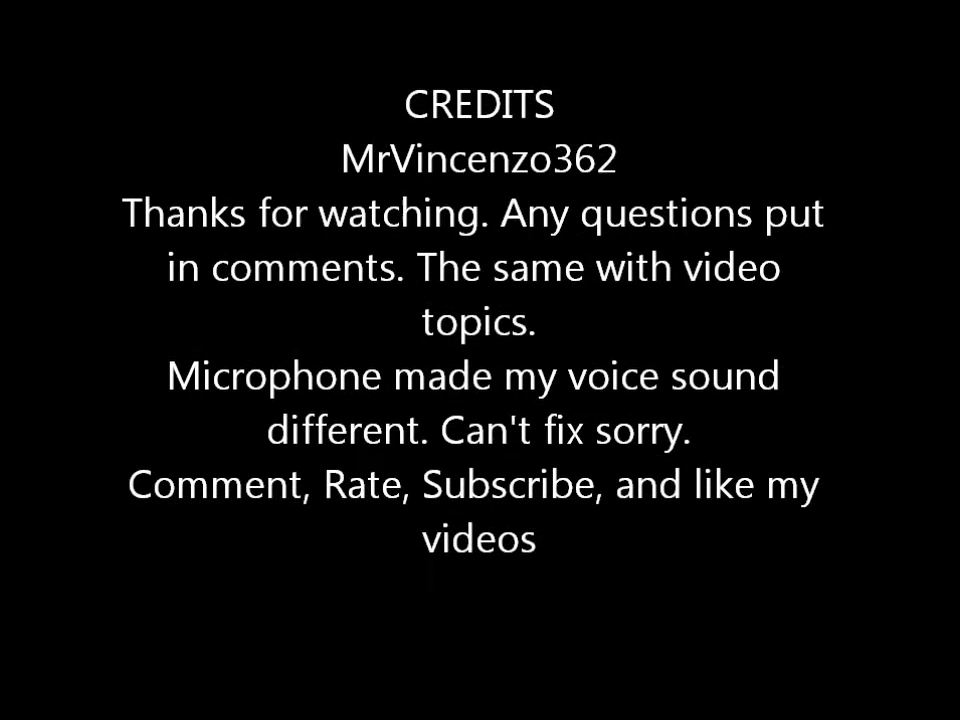 CREDITS
MrVincenzo362
Thanks for watching. Any questions put
in comments. The same with video
topics.
Microphone made my voice sound
different. Can't fix sorry.
Comment, Rate, Subscribe, and like my
videos